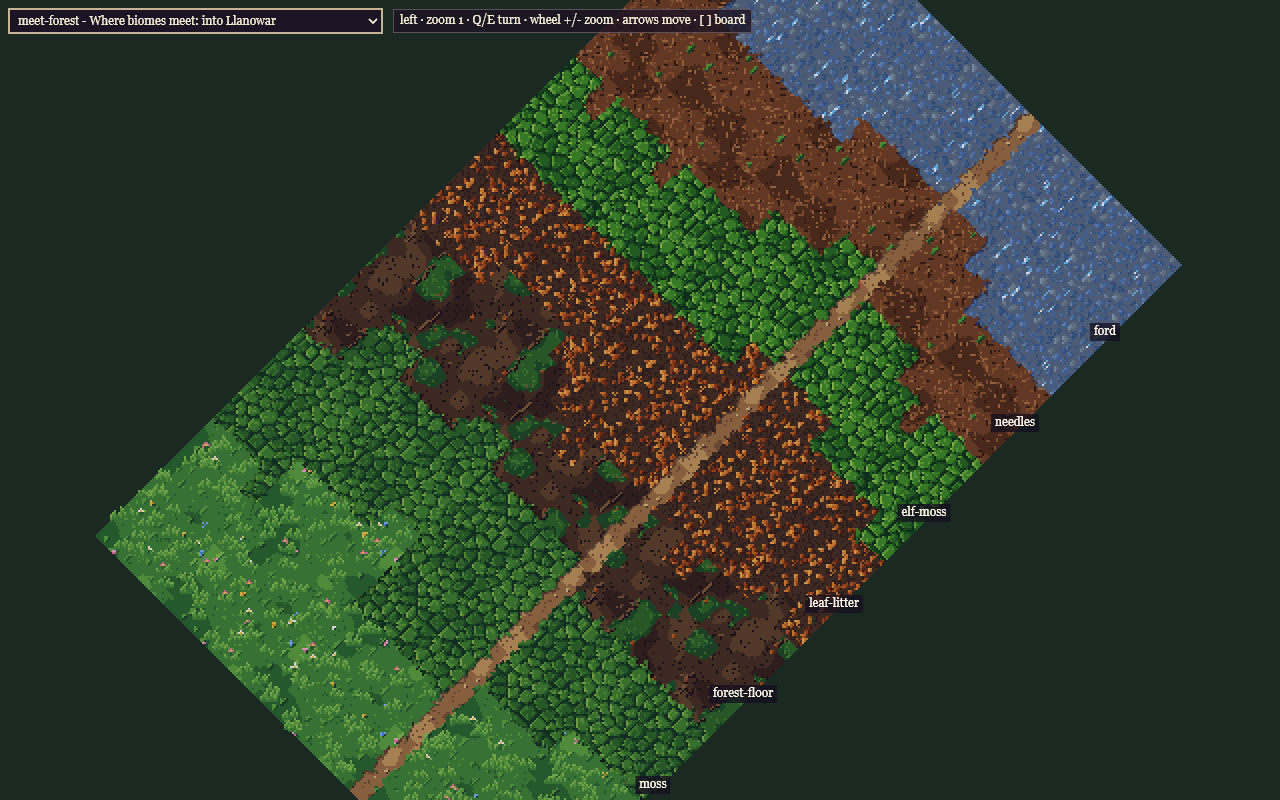 meet-forest - Where biomes meet: into Llanowar
left · zoom 1 · Q/E turn · wheel +/- zoom · arrows move · [ ] board
ford
needles
elf-moss
leaf-litter
forest-floor
moss